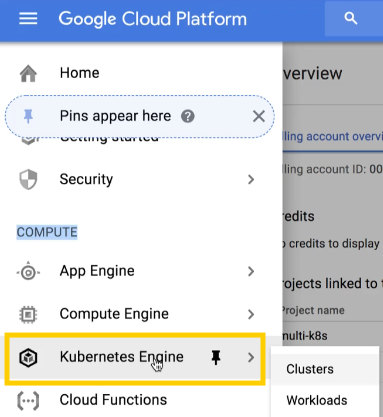 Google Cloud Platform
Home
Pins appear here
Getting started
Security
COMPUTE
App Engine
Compute Engine
Kubernetes Engine
Cloud Functions
verview
lling account overvi
lling account ID: 00
redits
o credits to display
rojects linked to t
Project name
multi-k8s
Clusters
Workloads